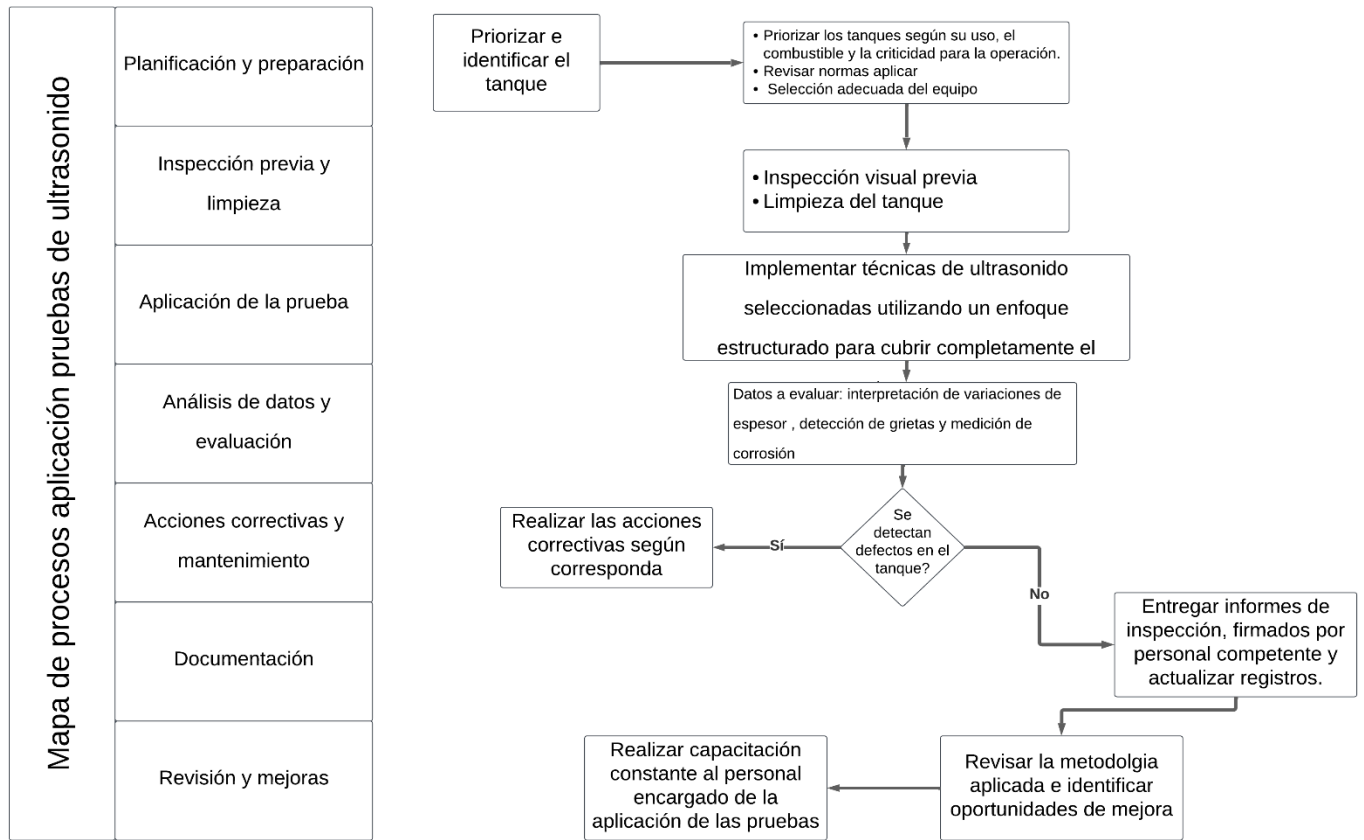 Mapa de procesos aplicación pruebas de ultrasonido
Planificación y preparación
Inspección previa y
limpieza
Aplicación de la prueba
Análisis de datos y
evaluación
Acciones correctivas y
mantenimiento
Documentación
Revisión y mejoras
Priorizar e
identificar el
tanque
• Priorizar los tanques según su uso, el
combustible y la criticidad para la operación.
• Revisar normas aplicar
• Selección adecuada del equipo
• Inspección visual previa
• Limpieza del tanque
Implementar técnicas de ultrasonido
seleccionadas utilizando un enfoque
estructurado para cubrir completamente el
Datos a evaluar: interpretación de variaciones de
espesor , detección de grietas y medición de
corrosión
Se
detectan
defectos en el
tanque?
Sí
Realizar las acciones
correctivas según
corresponda
No
Entregar informes de
inspección, firmados por
personal competente y
actualizar registros.
Revisar la metodolgia
aplicada e identificar
oportunidades de mejora
Realizar capacitación
constante al personal
encargado de la
aplicación de las pruebas